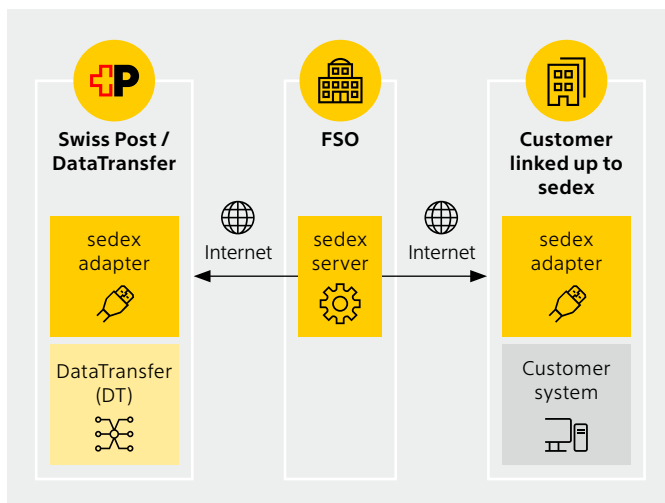 P
Swiss Post /
DataTransfer
FSO
Customer
linked up to
sedex
sedex
adapter
Internet
sedex
server
Internet
sedex
adapter
DataTransfer
(DT)
Customer
system